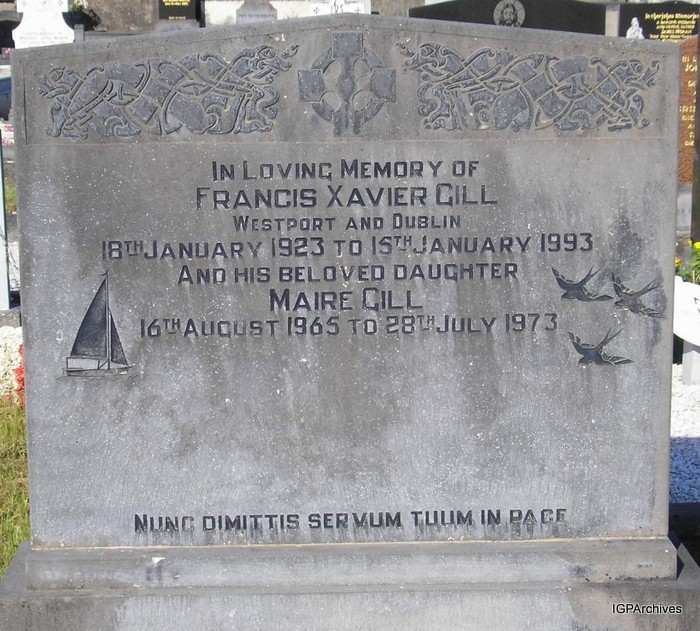 IN LOVING MEMORY OF
FRANCIS XAVIER GILL
WESTPORT AND DUBLIN
18TH JANUARY 1923 TO 15TH JANUARY 1993
AND HIS BELOVED DAUGHTER
MAIRE GILL
16TH AUGUST 1965 TO 28TH JULY 1973
NUNC DIMITTIS SERVUM TUUM IN PACE
IGPArchives